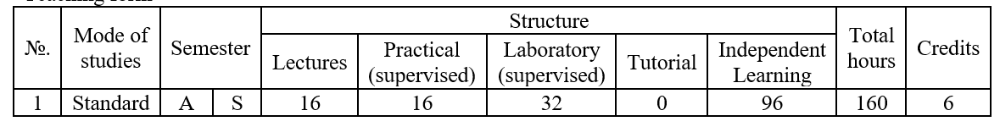 №.
Mode of
studies
Semester
Structure
Total
hours
Credits
Lectures
Practical
(supervised)
Laboratory
(supervised)
Tutorial
Independent
Learning
1 Standard A S 16 16 32 0 96 160 6